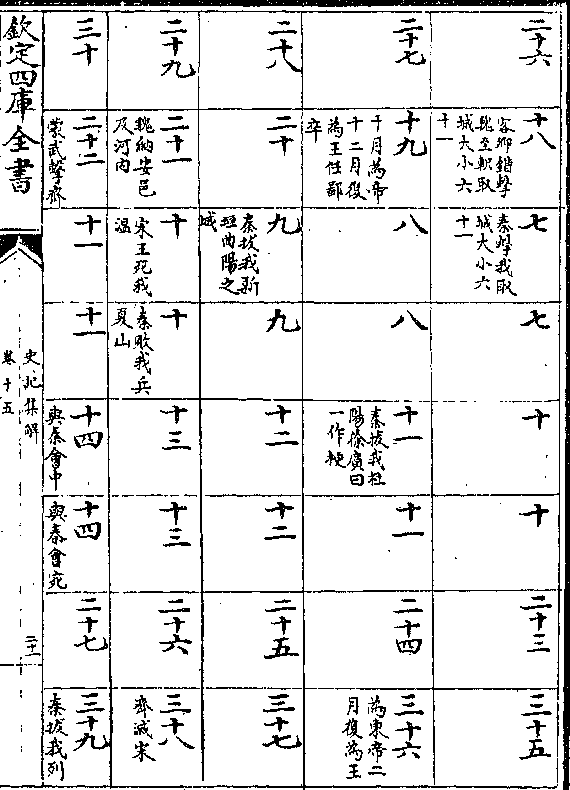 二十六
十八
客卿錯擊
魏至軹取
城大小六
十一
七
秦擊我取
城大小六
十一
七
十
十
二十三
三十五
二十七
十九
十月為帝
十二月復
為王任鄙
卒
八
八
十一
秦拔我桂
陽徐廣曰
一作梗
十一
二十四
三十六
為東帝二
月復為王
二十八
二十
九
秦拔我新
垣曲陽之
城
九
十二
十二
二十五
三十七
二十九
二十一
魏納安邑
及河内
十
宋王死我
温
十
秦敗我兵
夏山
十三
十三
二十六
三十八
齊滅宋
三十
二十二
蒙武擊齊
十一
十一
十四
與秦會中
十四
與秦會宛
二十七
三十九
秦拔我列
欽定四庫全書
史記集解
卷十五